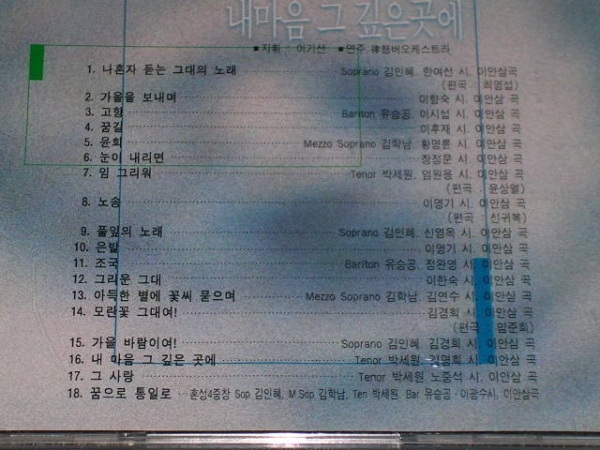 내마음 그 깊은곳에
■지휘 · 이기선 ■연주 오케스트라
1. 나혼자 듣는 그대의 노래 Soprano 김인혜, 한여선 시. 이안삼곡
(편곡 : 최영섭)
2. 가을을 보내며 이향숙 시. 이안삼 곡
3. 고향 Bariton 유승공, 이시섭 시. 이안삼 곡
4. 꿈길 이후재 시. 이안삼 곡
5. 윤회 Mezzo Soprano 김학남, 황명륜 시. 이안삼 곡
6. 눈이 내리면 장정문 시. 이안삼 곡
7. 임 그리워 Tenor 박세원, 엄원용 시. 이안삼 곡
(편곡 : 윤상열)
8. 노송 이명기 시. 이안삼 곡
(편곡 : 신귀복)
9. 풀잎의 노래 Soprano 김인혜, 신영옥 시. 이안삼 곡
10. 은발 이영기 시. 이안삼 곡
11. 조국 Bariton 유승공, 정완영 시. 이안삼 곡
12. 그리운 그대 이한숙 시. 이안삼 곡
13. 아득한 별에 꽃씨 묻으며 Mezzo Soprano 김학남, 김연수 시. 이안삼 곡
14. 모란꽃 그대여! 김경희 시. 이안삼 곡
(편곡 : 임준희)
15. 가을 바람이여! Soprano 김인혜, 김경희 시. 이안삼 곡
16. 내 마음 그 깊은 곳에 Tenor 박세원, 김명희 시. 이안삼 곡
17. 그 사랑 Tenor 박세원 노중석 시. 이안삼 곡
18. 꿈으로 통일로 혼성4중창 Sop 김인혜, M.Sop 김학남, Ten 박세원, Bar 유승공 · 이광수시, 이안삼곡